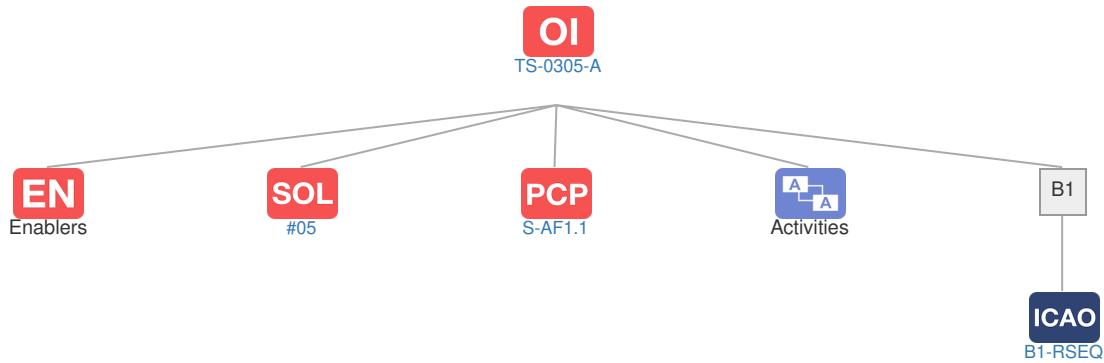 OI
TS-0305-A
EN
Enablers
SOL
#05
PCP
S-AF1.1
A
A
Activities
B1
ICAO
B1-RSEQ